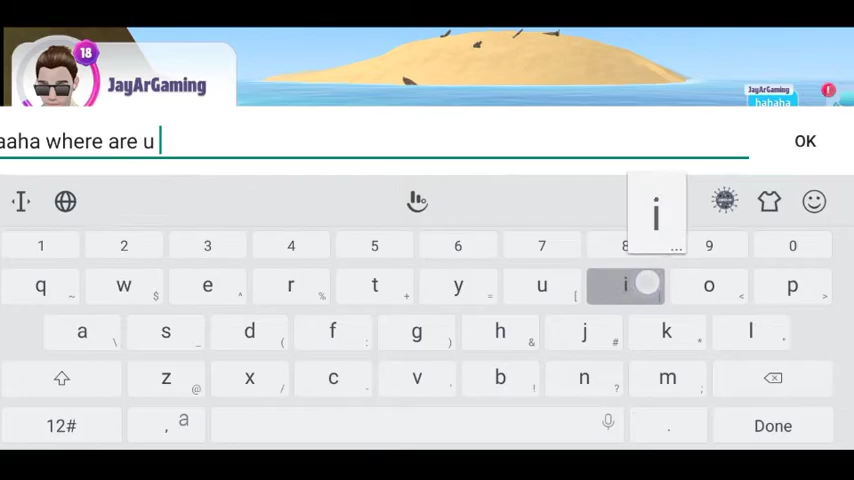 18
JayArGaming
JayArGaming
hahaha
aaha where are u
OK
i
...
1 2 3 4 5 6 7 8 9 0
q ~ w $ e ^ r % t + y = u [ i ] o < p >
a \ s _ d ( f : g ) h & j # k * l "
z @ x / c - v ' b ! n ? m ;
12# , a . Done